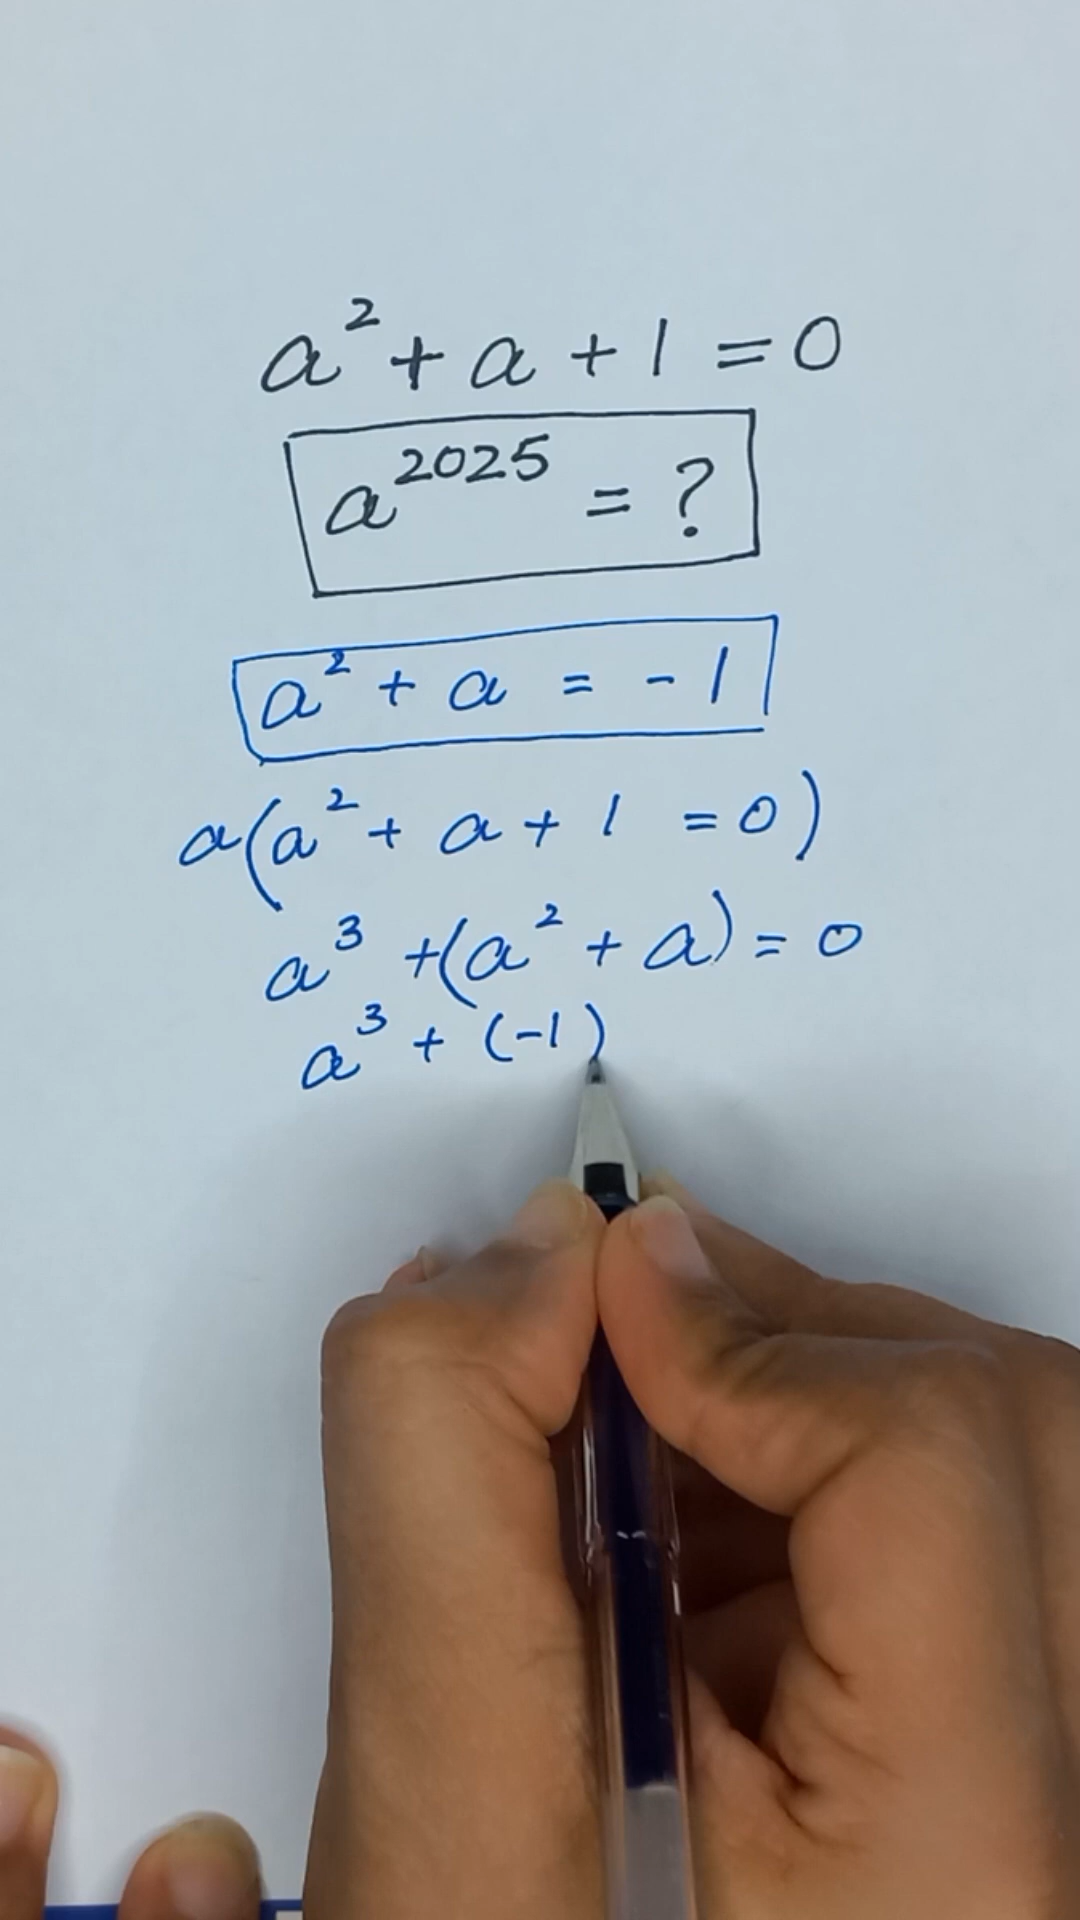 a² + a + 1 = 0
a²⁰²⁵ = ?
a² + a = -1
a(a² + a + 1 = 0)
a³ +(a² + a) = 0
a³ + (-1)